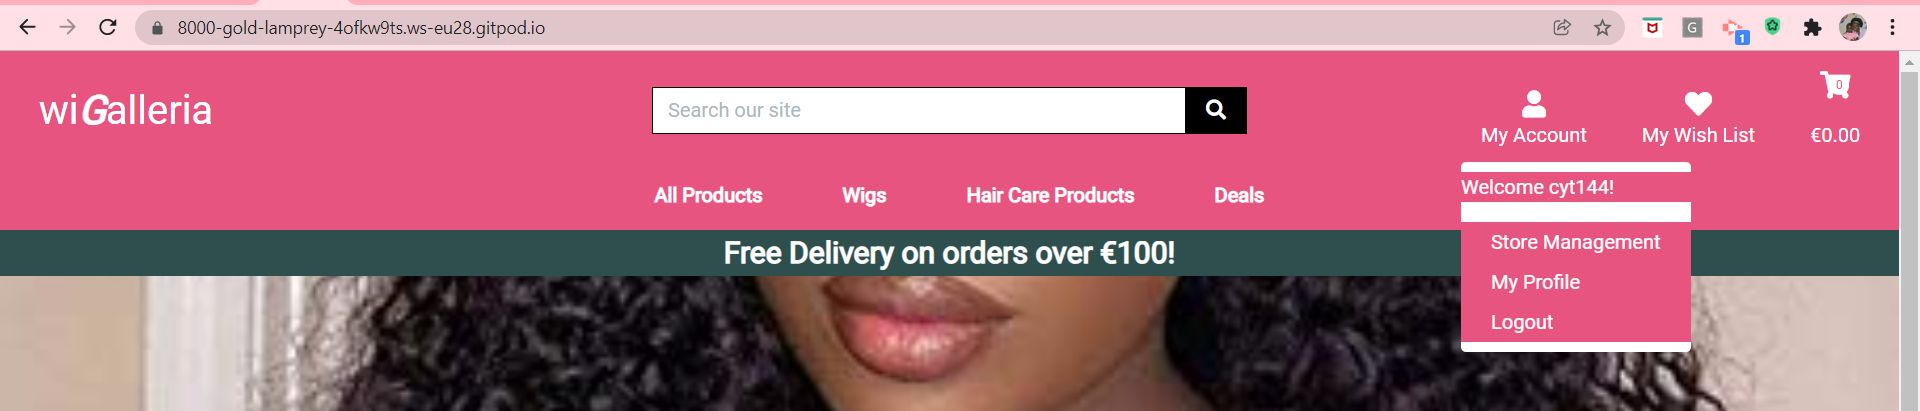 8000-gold-lamprey-4ofkw9ts.ws-eu28.gitpod.io
G
1
wiGalleria
Search our site
0
My Account
My Wish List
€0.00
All Products
Wigs
Hair Care Products
Deals
Welcome cyt144!
Free Delivery on orders over €100!
Store Management
My Profile
Logout